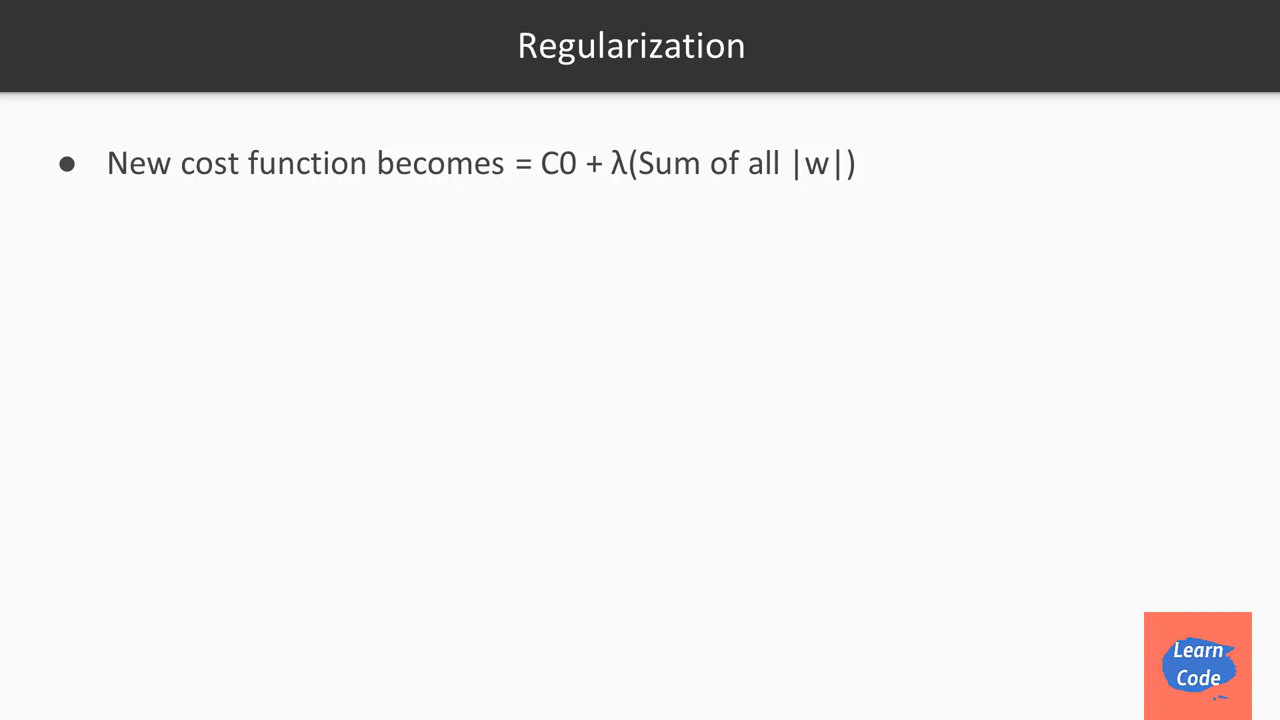 Regularization
● New cost function becomes = C0 + λ(Sum of all |w|)
Learn
Code